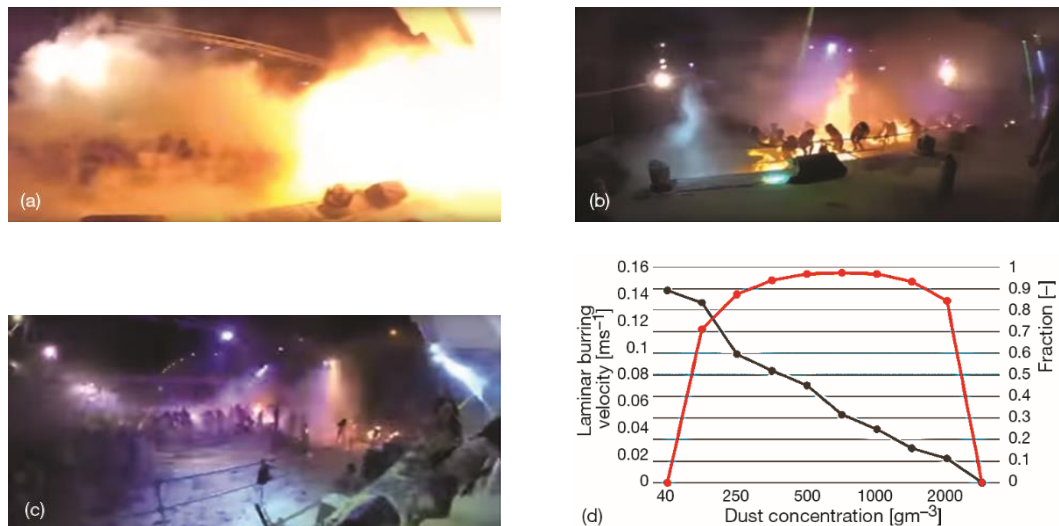 (a)
(b)
(c)
0.16
0.14
0.12
0.1
0.08
0.06
0.04
0.02
0
Laminar burring
velocity [ms⁻¹]
1
0.9
0.8
0.7
0.6
0.5
0.4
0.3
0.2
0.1
0
Fraction [–]
40 250 500 1000 2000
Dust concentration [gm⁻³]
(d)